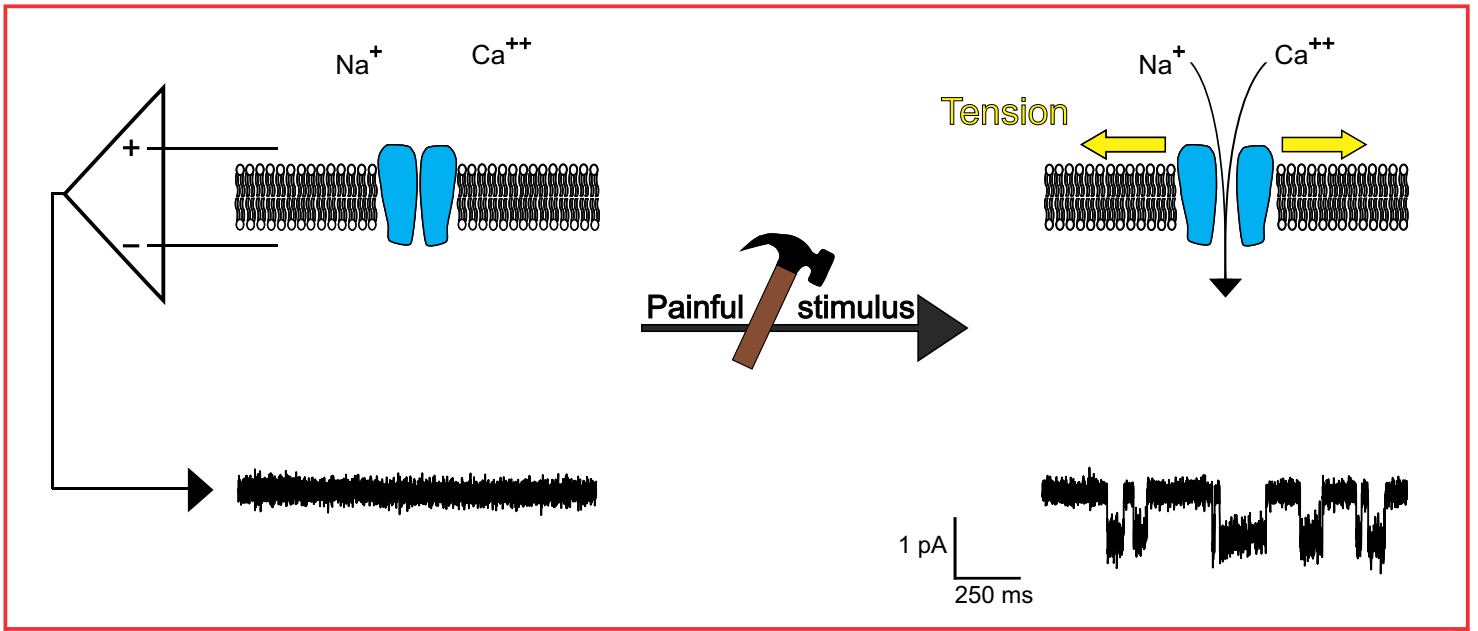 Na+ Ca++
Na+ Ca++
Tension
+
–
Painful stimulus
1 pA
250 ms